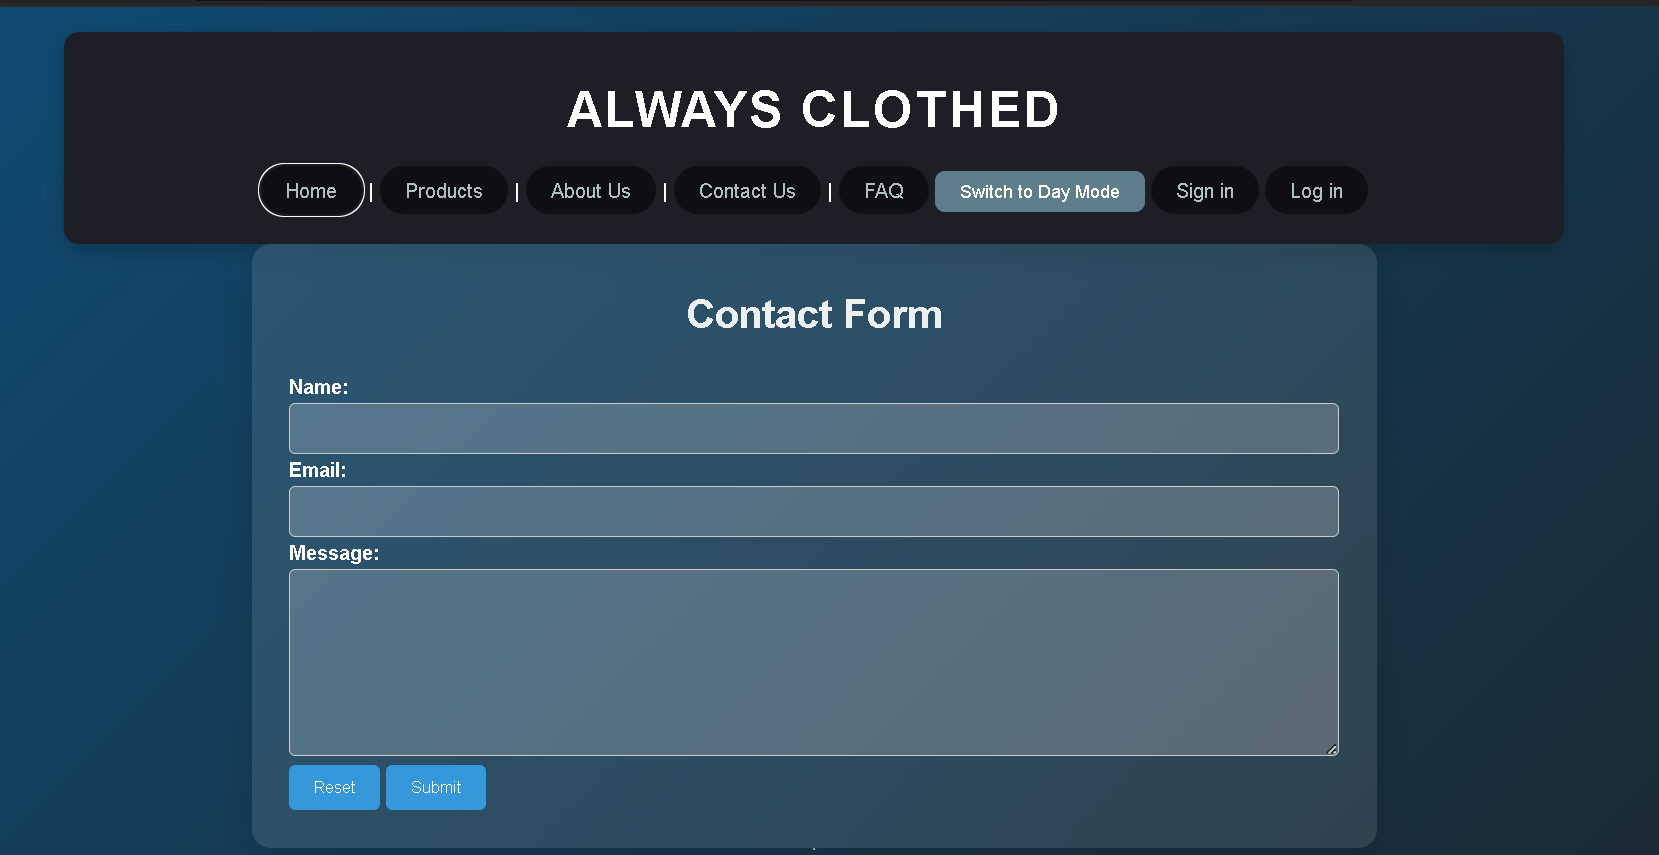 ALWAYS CLOTHED
Home | Products | About Us | Contact Us | FAQ Switch to Day Mode Sign in Log in
Contact Form
Name:
Email:
Message:
Reset Submit